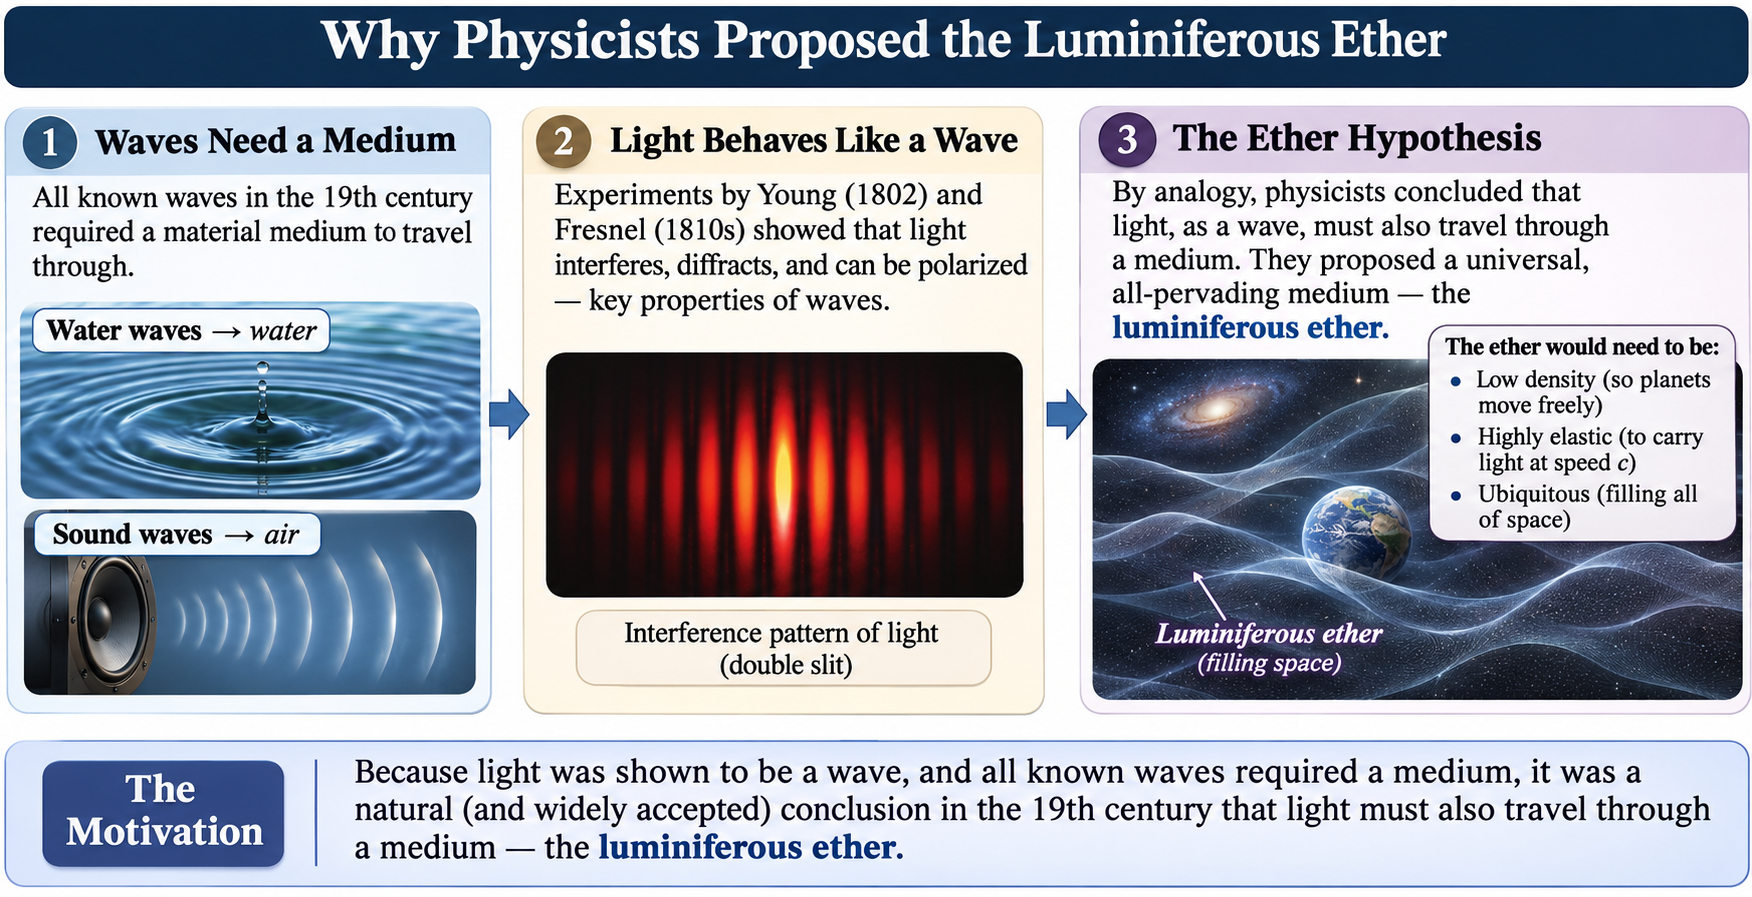 Why Physicists Proposed the Luminiferous Ether
1 Waves Need a Medium
All known waves in the 19th century
required a material medium to travel
through.
Water waves → water
Sound waves → air
2 Light Behaves Like a Wave
Experiments by Young (1802) and
Fresnel (1810s) showed that light
interferes, diffracts, and can be polarized
— key properties of waves.
Interference pattern of light
(double slit)
3 The Ether Hypothesis
By analogy, physicists concluded that
light, as a wave, must also travel through
a medium. They proposed a universal,
all-pervading medium — the
luminiferous ether.
The ether would need to be:
• Low density (so planets
move freely)
• Highly elastic (to carry
light at speed c)
• Ubiquitous (filling all
of space)
Luminiferous ether
(filling space)
The
Motivation
Because light was shown to be a wave, and all known waves required a medium, it was a
natural (and widely accepted) conclusion in the 19th century that light must also travel through
a medium — the luminiferous ether.